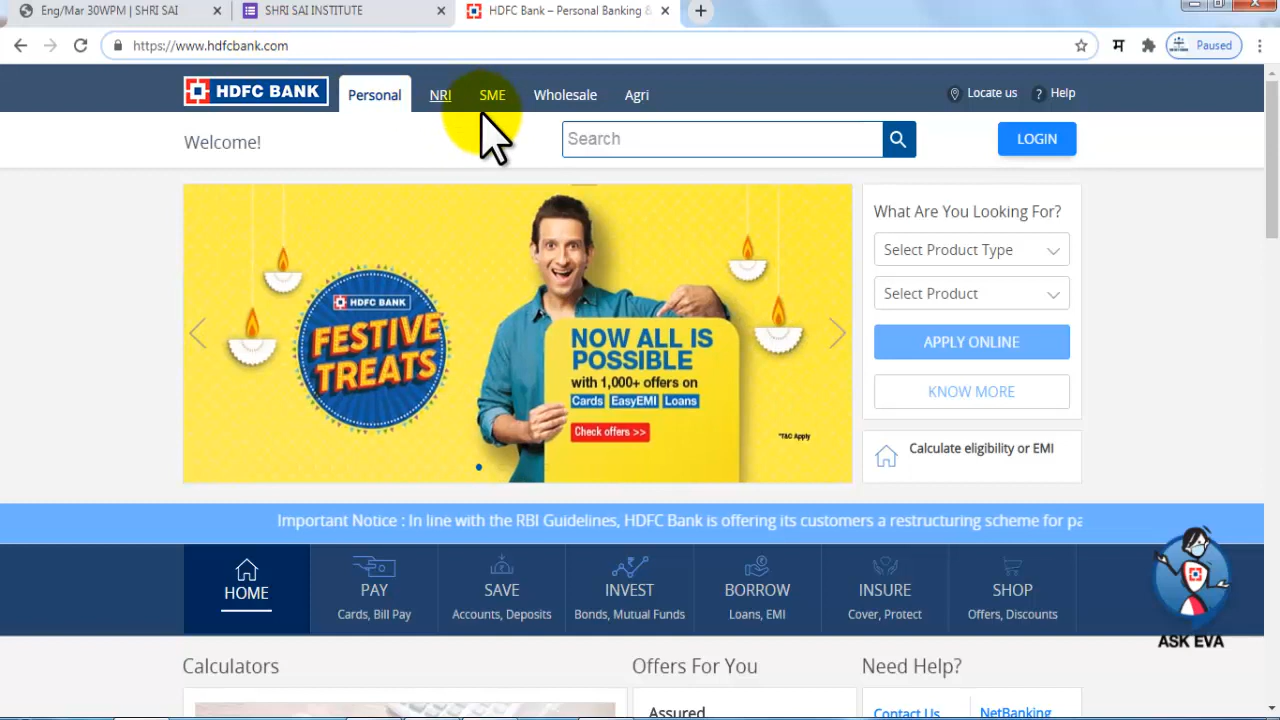 Eng/Mar 30WPM | SHRI SAI
SHRI SAI INSTITUTE
HDFC Bank – Personal Banking &
https://www.hdfcbank.com
म
Paused
HDFC BANK
Personal
NRI
SME
Wholesale
Agri
Locate us
? Help
Welcome!
Search
LOGIN
HDFC BANK
FESTIVE
TREATS
NOW ALL IS
POSSIBLE
with 1,000+ offers on
Cards EasyEMI Loans
Check offers >>
*T&C Apply
What Are You Looking For?
Select Product Type
Select Product
APPLY ONLINE
KNOW MORE
Calculate eligibility or EMI
Important Notice : In line with the RBI Guidelines, HDFC Bank is offering its customers a restructuring scheme for pa
HOME
PAY
Cards, Bill Pay
SAVE
Accounts, Deposits
INVEST
Bonds, Mutual Funds
BORROW
Loans, EMI
INSURE
Cover, Protect
SHOP
Offers, Discounts
ASK EVA
Calculators
Offers For You
Need Help?
Assured
Contact Us
NetBanking